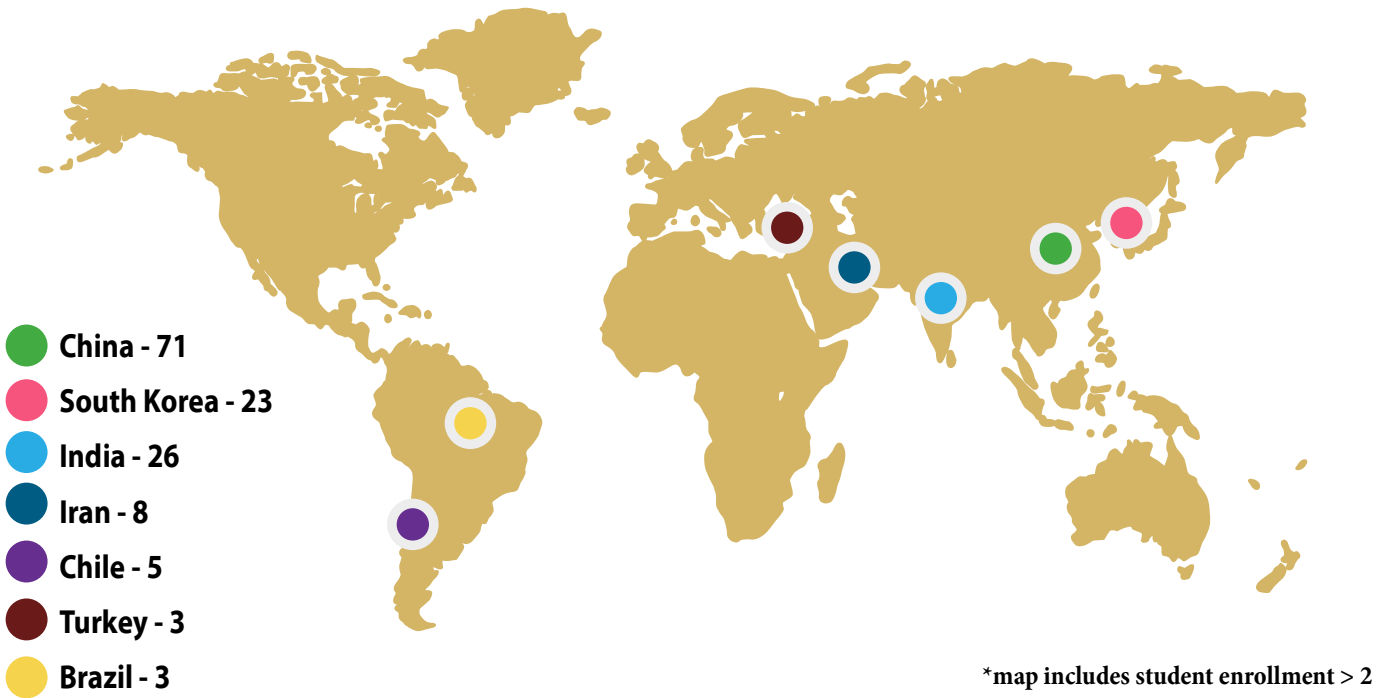 China - 71
South Korea - 23
India - 26
Iran - 8
Chile - 5
Turkey - 3
Brazil - 3
*map includes student enrollment > 2